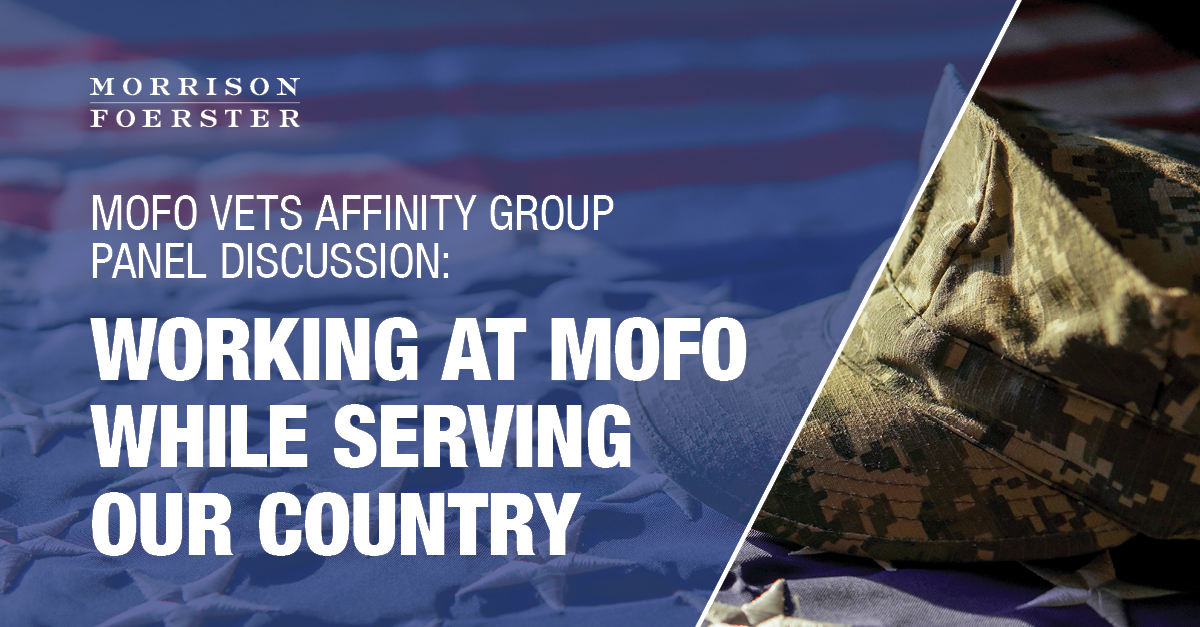 MORRISON
FOERSTER
MOFO VETS AFFINITY GROUP
PANEL DISCUSSION:
WORKING AT MOFO
WHILE SERVING
OUR COUNTRY